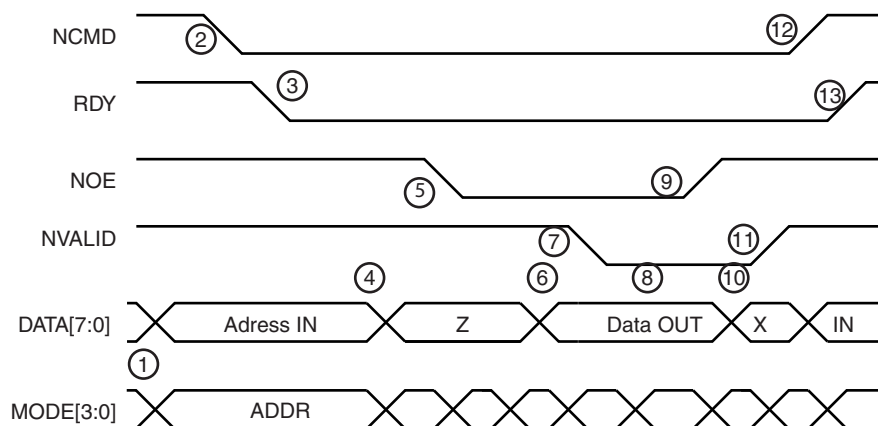 NCMD
2
12
RDY
3
13
NOE
5
9
NVALID
7
11
4
6
8
10
DATA[7:0]
Adress IN
Z
Data OUT
X
IN
1
MODE[3:0]
ADDR